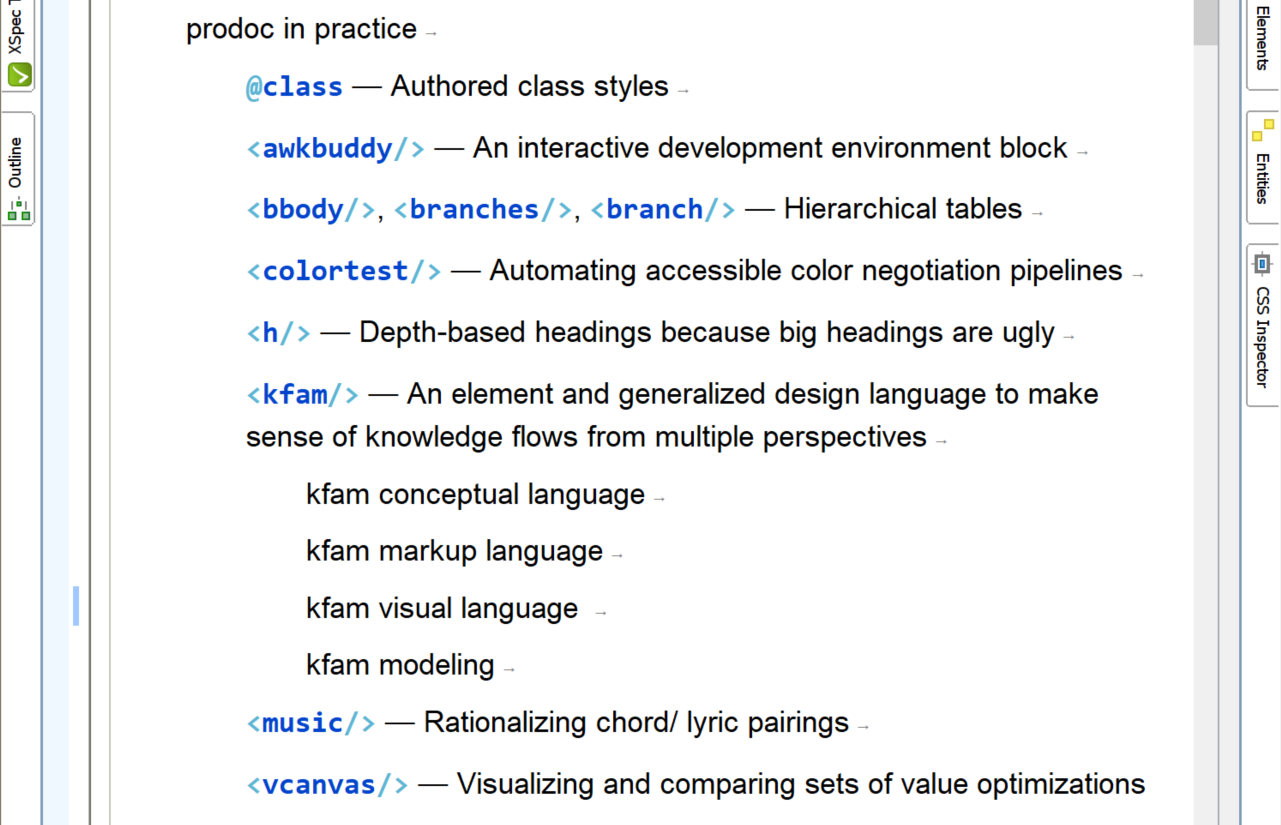 XSpec T
Outline
prodoc in practice →
@class — Authored class styles →
<awkbuddy/> — An interactive development environment block →
<bbody/>, <branches/>, <branch/> — Hierarchical tables →
<colortest/> — Automating accessible color negotiation pipelines →
<h/> — Depth-based headings because big headings are ugly →
<kfam/> — An element and generalized design language to make
sense of knowledge flows from multiple perspectives →
kfam conceptual language →
kfam markup language →
kfam visual language →
kfam modeling →
<music/> — Rationalizing chord/ lyric pairings →
<vcanvas/> — Visualizing and comparing sets of value optimizations
Elements
Entities
CSS Inspector